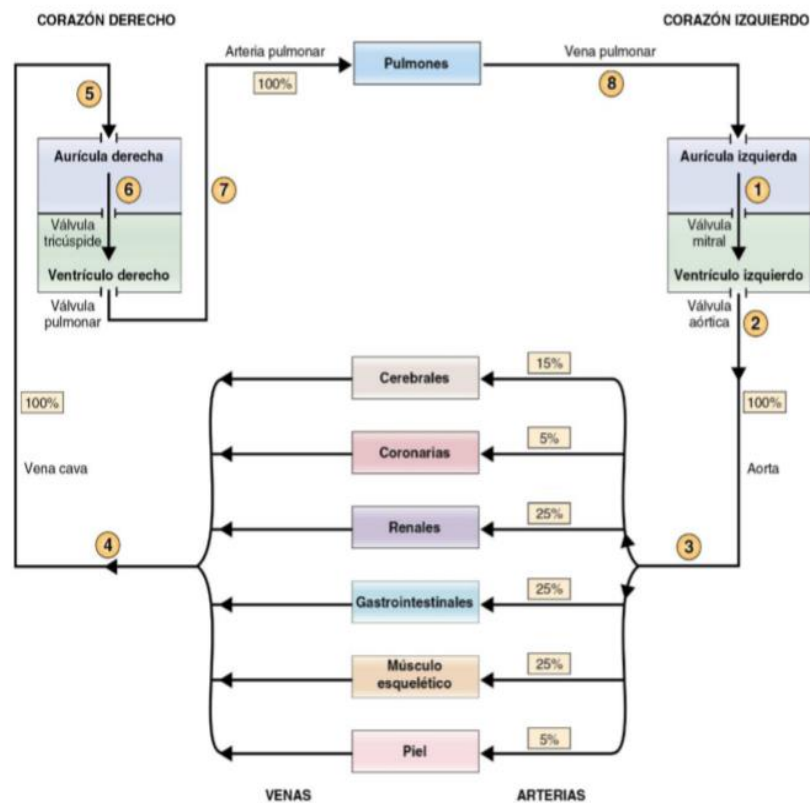 CORAZÓN DERECHO
CORAZÓN IZQUIERDO
Arteria pulmonar
100%
Pulmones
Vena pulmonar
8
5
Aurícula derecha
6
Válvula
tricúspide
Ventrículo derecho
Válvula
pulmonar
7
Aurícula izquierda
1
Válvula
mitral
Ventrículo izquierdo
Válvula
aórtica
2
100%
Aorta
3
15%
Cerebrales
5%
Coronarias
25%
Renales
25%
Gastrointestinales
25%
Músculo
esquelético
5%
Piel
100%
Vena cava
4
VENAS
ARTERIAS